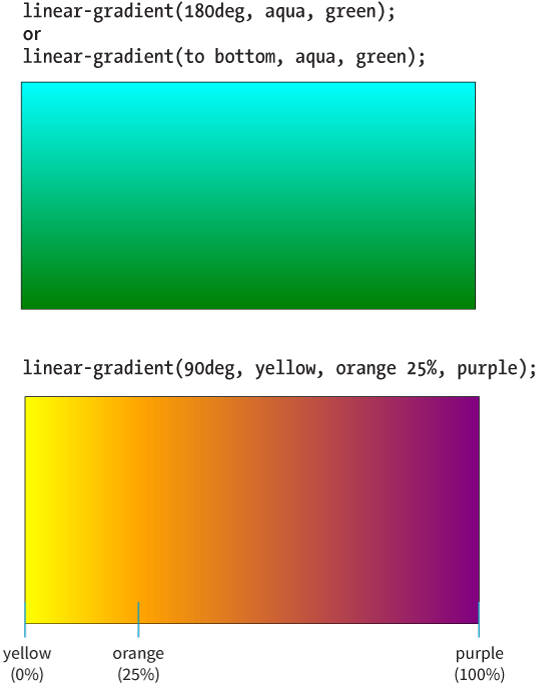 linear-gradient(180deg, aqua, green);
or
linear-gradient(to bottom, aqua, green);
linear-gradient(90deg, yellow, orange 25%, purple);
yellow
(0%)
orange
(25%)
purple
(100%)